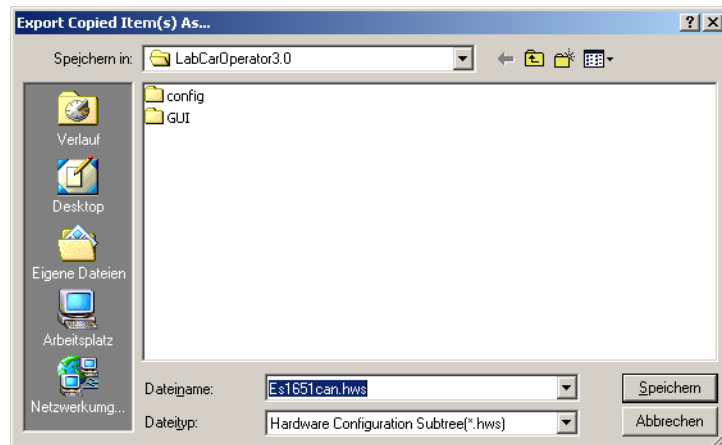 Export Copied Item(s) As...
Speichern in:
LabCarOperator3.0
config
GUI
Verlauf
Desktop
Eigene Dateien
Arbeitsplatz
Netzwerkumg...
Dateiname:
Es1651can.hws
Speichern
Dateityp:
Hardware Configuration Subtree(*.hws)
Abbrechen